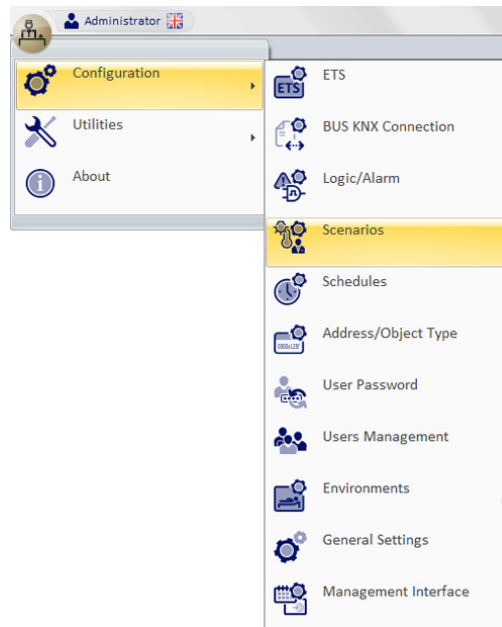 Administrator
Configuration
Utilities
About
ETS
ETS
BUS KNX Connection
Logic/Alarm
Scenarios
Schedules
Address/Object Type
User Password
Users Management
Environments
General Settings
Management Interface